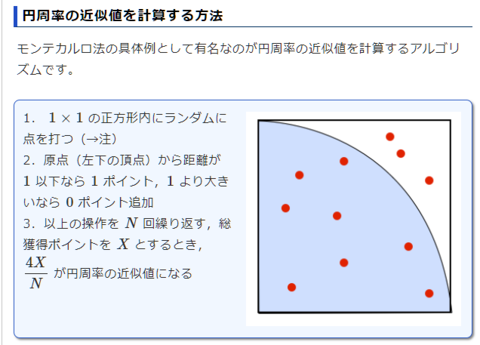 円周率の近似値を計算する方法
モンテカルロ法の具体例として有名なのが円周率の近似値を計算するアルゴリ
ズムです。
1. 1 × 1 の正方形内にランダムに
点を打つ（→注）
2．原点（左下の頂点）から距離が
1 以下なら 1 ポイント，1 より大き
いなら 0 ポイント追加
3．以上の操作を N 回繰り返す，総
獲得ポイントを X とするとき，
4X/N が円周率の近似値になる